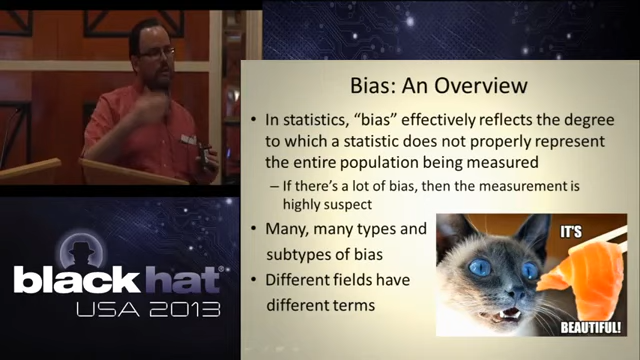 Bias: An Overview
• In statistics, “bias” effectively reflects the degree
to which a statistic does not properly represent
the entire population being measured
– If there's a lot of bias, then the measurement is
highly suspect
• Many, many types and
subtypes of bias
• Different fields have
different terms
IT'S
BEAUTIFUL!
black hat®
USA 2013